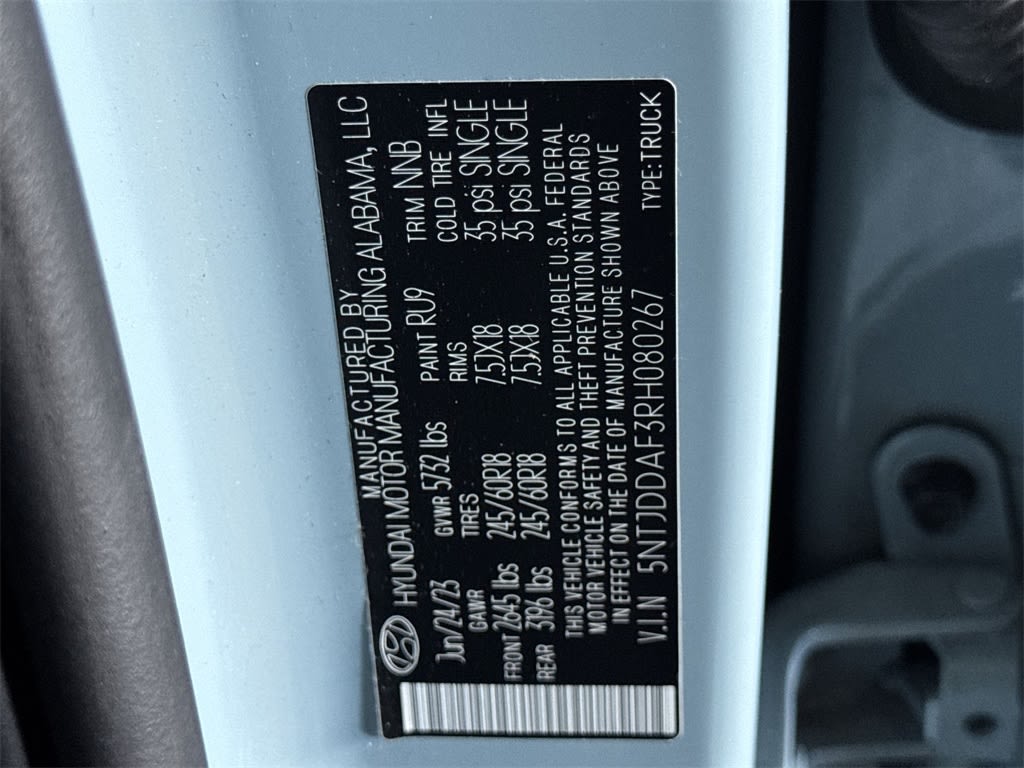 MANUFACTURED BY
HYUNDAI MOTOR MANUFACTURING ALABAMA, LLC
Jun/24/23 GVWR 5732 lbs PAINT RU9 TRIM NNB
GAWR TIRES RIMS COLD TIRE INFL
FRONT 2645 lbs 245/60R18 7.5JX18 35 psi SINGLE
REAR 3196 lbs 245/60R18 7.5JX18 35 psi SINGLE
THIS VEHICLE CONFORMS TO ALL APPLICABLE U.S.A. FEDERAL
MOTOR VEHICLE SAFETY AND THEFT PREVENTION STANDARDS
IN EFFECT ON THE DATE OF MANUFACTURE SHOWN ABOVE
V.I.N 5NTJDDAF3RH080267 TYPE:TRUCK